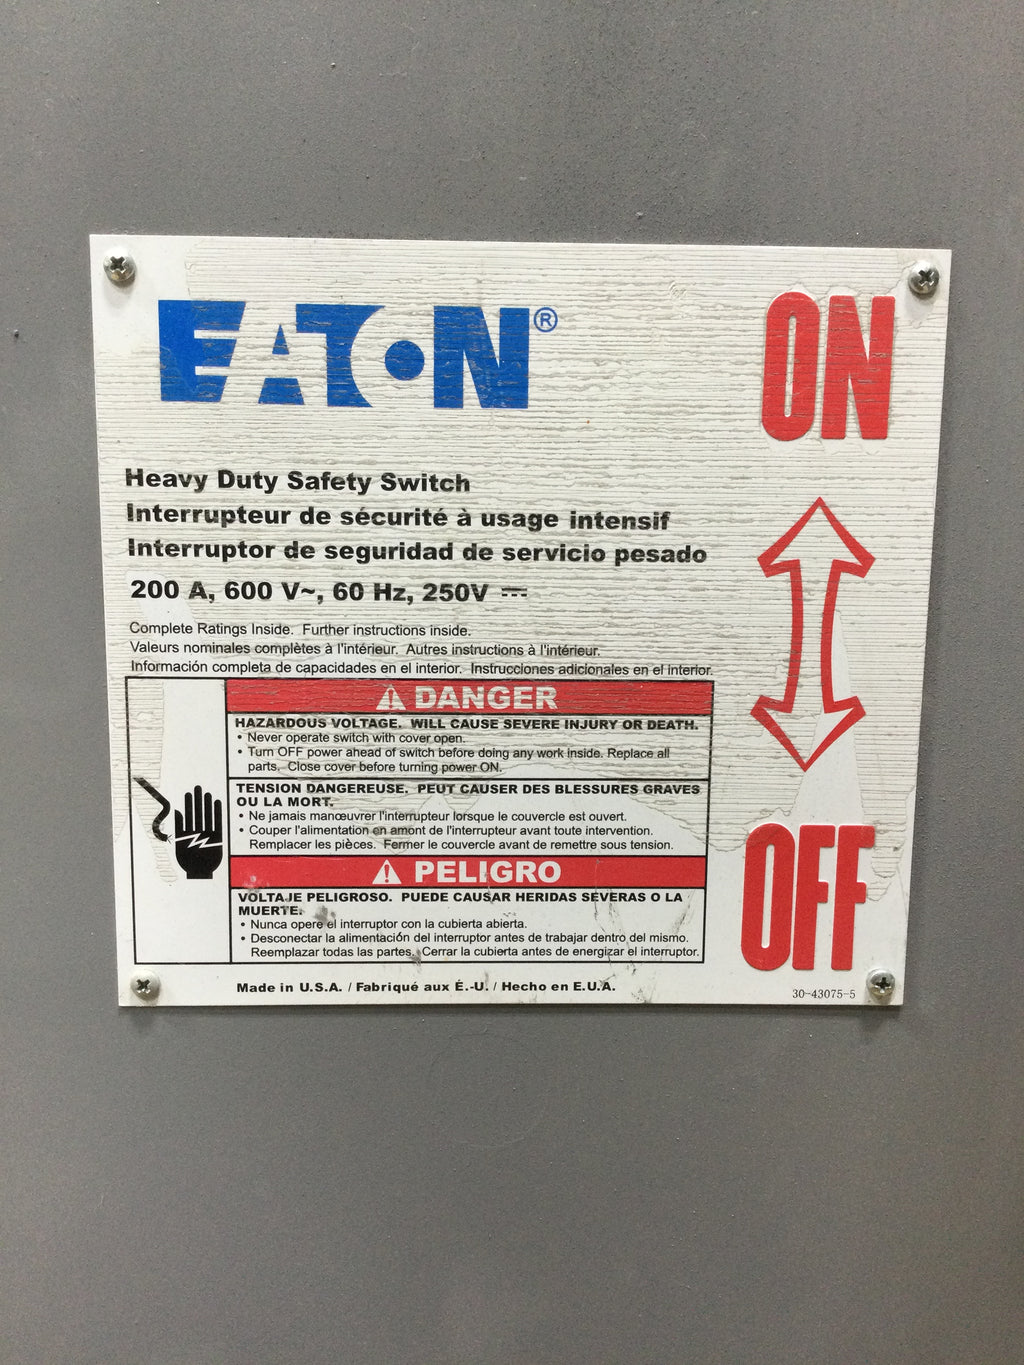 EATON®
ON
Heavy Duty Safety Switch
Interrupteur de sécurité à usage intensif
Interruptor de seguridad de servicio pesado
200 A, 600 V~, 60 Hz, 250V ⎓
Complete Ratings Inside. Further instructions inside.
Valeurs nominales complètes à l'intérieur. Autres instructions à l'intérieur.
Información completa de capacidades en el interior. Instrucciones adicionales en el interior.
⚠ DANGER
HAZARDOUS VOLTAGE. WILL CAUSE SEVERE INJURY OR DEATH.
• Never operate switch with cover open.
• Turn OFF power ahead of switch before doing any work inside. Replace all
parts. Close cover before turning power ON.
TENSION DANGEREUSE. PEUT CAUSER DES BLESSURES GRAVES
OU LA MORT.
• Ne jamais manœuvrer l'interrupteur lorsque le couvercle est ouvert.
• Couper l'alimentation en amont de l'interrupteur avant toute intervention.
Remplacer les pièces. Fermer le couvercle avant de remettre sous tension.
⚠ PELIGRO
VOLTAJE PELIGROSO. PUEDE CAUSAR HERIDAS SEVERAS O LA
MUERTE.
• Nunca opere el interruptor con la cubierta abierta.
• Desconectar la alimentación del interruptor antes de trabajar dentro del mismo.
Reemplazar todas las partes. Cerrar la cubierta antes de energizar el interruptor.
OFF
Made in U.S.A. / Fabriqué aux É.-U. / Hecho en E.U.A.
30-43075-5